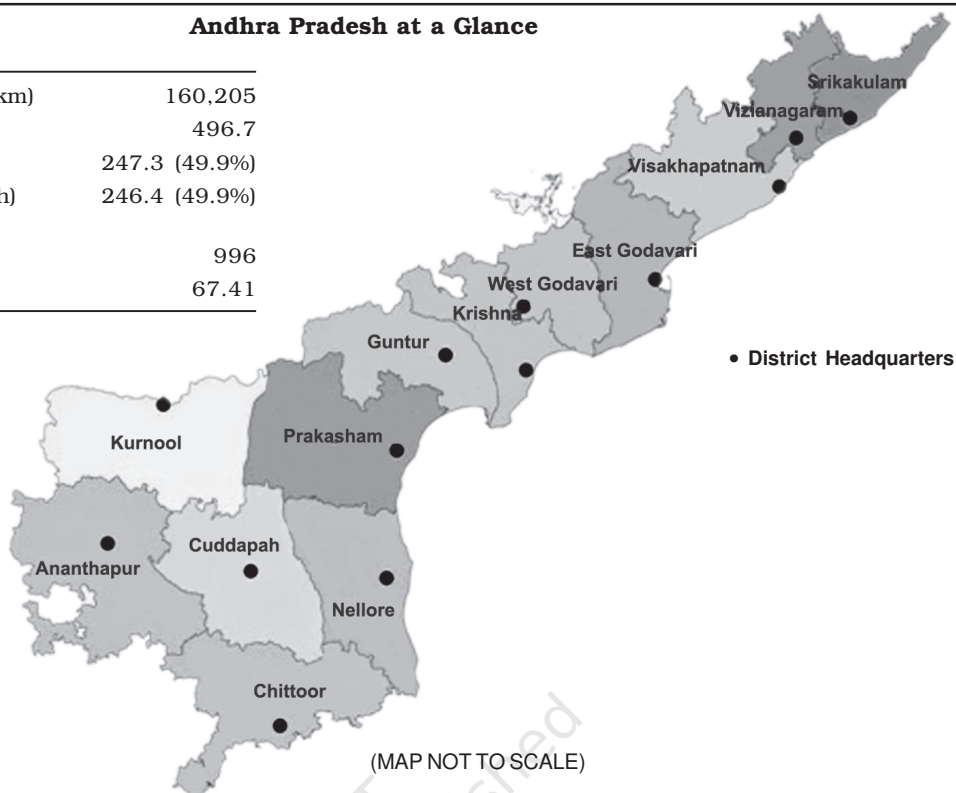 Andhra Pradesh at a Glance
km) 160,205
496.7
247.3 (49.9%)
h) 246.4 (49.9%)
996
67.41
Srikakulam
Vizianagaram
Visakhapatnam
East Godavari
West Godavari
Krishna
Guntur
• District Headquarters
Prakasham
Kurnool
Cuddapah
Ananthapur
Nellore
Chittoor
(MAP NOT TO SCALE)
shed